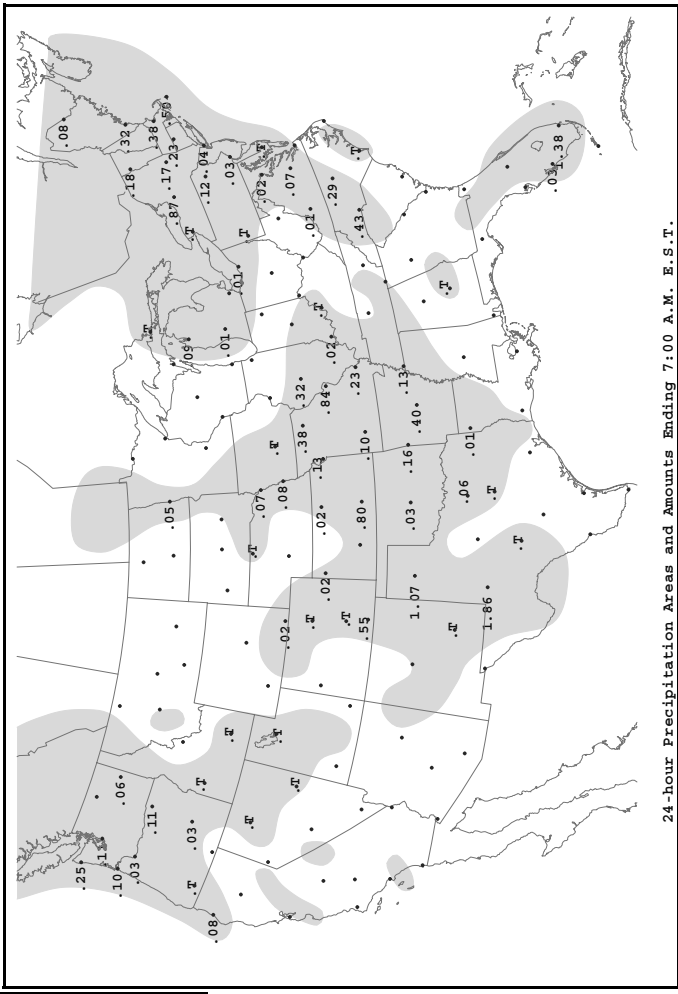 .08
.25
.10
.06
.32
.18
.03
T
.11
.38
.17
.59
.05
.87
.23
.09
T
.03
T
T
.04
.12
.08
.01
T
.03
.01
T
T
T
.07
.02
T
T
T
.08
.02
.07
T
.32
.38
T
.01
.13
T
.02
.84
.02
.02
.29
T
.23
T
.43
.80
.55
.10
.13
.16
.03
1.07
.40
T
T
.06
.01
1.86
T
T
.03
.38
24-hour Precipitation Areas and Amounts Ending 7:00 A.M. E.S.T.